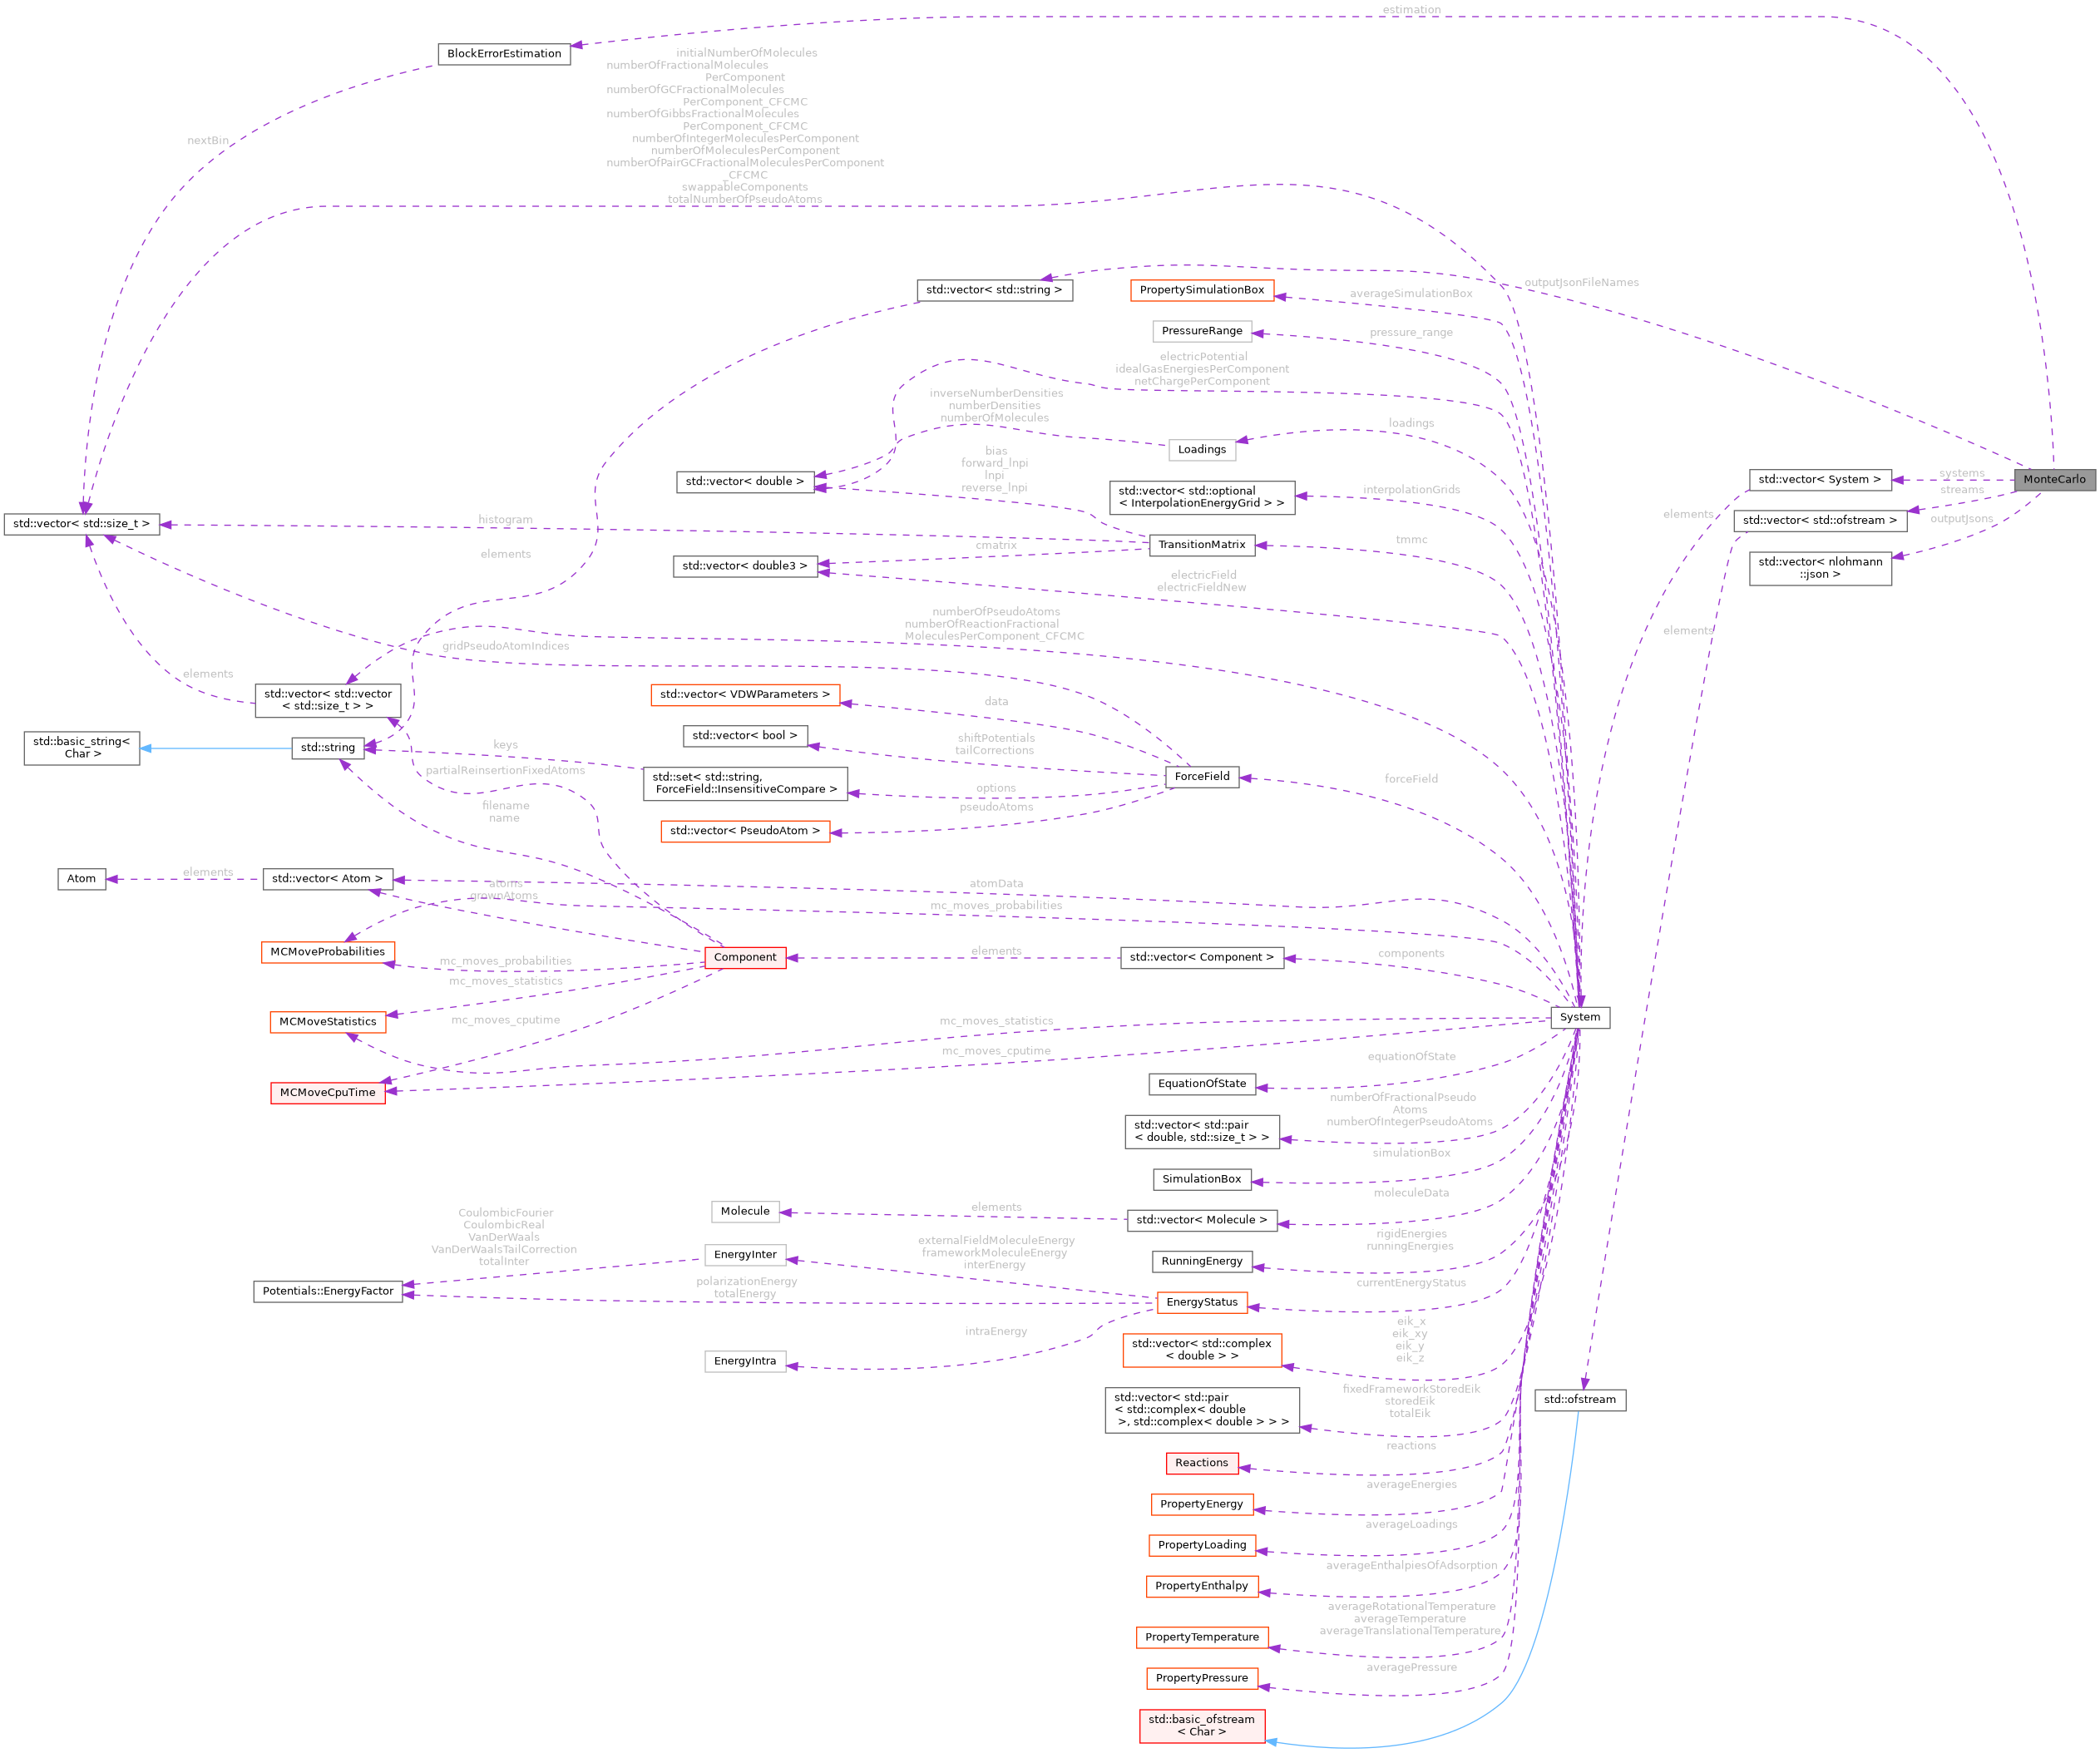 estimation
BlockErrorEstimation
initialNumberOfMolecules
numberOfFractionalMolecules
PerComponent
numberOfGCFractionalMolecules
PerComponent_CFCMC
numberOfGibbsFractionalMolecules
PerComponent_CFCMC
numberOfIntegerMoleculesPerComponent
numberOfMoleculesPerComponent
numberOfPairGCFractionalMoleculesPerComponent
_CFCMC
swappableComponents
totalNumberOfPseudoAtoms
nextBin
std::vector< std::string >
PropertySimulationBox
averageSimulationBox
outputJsonFileNames
PressureRange
pressure_range
electricPotential
idealGasEnergiesPerComponent
netChargePerComponent
inverseNumberDensities
numberDensities
numberOfMolecules
loadings
Loadings
bias
forward_lnpi
lnpi
reverse_lnpi
std::vector< double >
std::vector< std::optional
< InterpolationEnergyGrid > >
interpolationGrids
std::vector< System >
systems
MonteCarlo
streams
std::vector< std::size_t >
histogram
elements
std::vector< std::ofstream >
outputJsons
TransitionMatrix
tmmc
cmatrix
elements
std::vector< double3 >
std::vector< nlohmann
::json >
electricField
electricFieldNew
numberOfPseudoAtoms
numberOfReactionFractional
MoleculesPerComponent_CFCMC
elements
gridPseudoAtomIndices
elements
std::vector< std::vector
< std::size_t > >
std::vector< VDWParameters >
data
std::vector< bool >
shiftPotentials
tailCorrections
std::basic_string<
Char >
std::string
keys
partialReinsertionFixedAtoms
std::set< std::string,
ForceField::InsensitiveCompare >
options
ForceField
forceField
filename
name
pseudoAtoms
std::vector< PseudoAtom >
Atom
elements
std::vector< Atom >
atoms
grownAtoms
atomData
mc_moves_probabilities
MCMoveProbabilities
mc_moves_probabilities
Component
elements
std::vector< Component >
components
mc_moves_statistics
MCMoveStatistics
mc_moves_cputime
mc_moves_statistics
System
mc_moves_cputime
MCMoveCpuTime
EquationOfState
equationOfState
std::vector< std::pair
< double, std::size_t > >
numberOfFractionalPseudo
Atoms
numberOfIntegerPseudoAtoms
SimulationBox
simulationBox
Molecule
elements
std::vector< Molecule >
moleculeData
CoulombicFourier
CoulombicReal
VanDerWaals
VanDerWaalsTailCorrection
totalInter
EnergyInter
externalFieldMoleculeEnergy
frameworkMoleculeEnergy
interEnergy
RunningEnergy
rigidEnergies
runningEnergies
Potentials::EnergyFactor
polarizationEnergy
totalEnergy
EnergyStatus
currentEnergyStatus
EnergyIntra
intraEnergy
std::vector< std::complex
< double > >
eik_x
eik_xy
eik_y
eik_z
std::vector< std::pair
< std::complex< double
>, std::complex< double > > >
fixedFrameworkStoredEik
storedEik
totalEik
std::ofstream
Reactions
reactions
PropertyEnergy
averageEnergies
PropertyLoading
averageLoadings
PropertyEnthalpy
averageEnthalpiesOfAdsorption
PropertyTemperature
averageRotationalTemperature
averageTemperature
averageTranslationalTemperature
PropertyPressure
averagePressure
std::basic_ofstream
< Char >